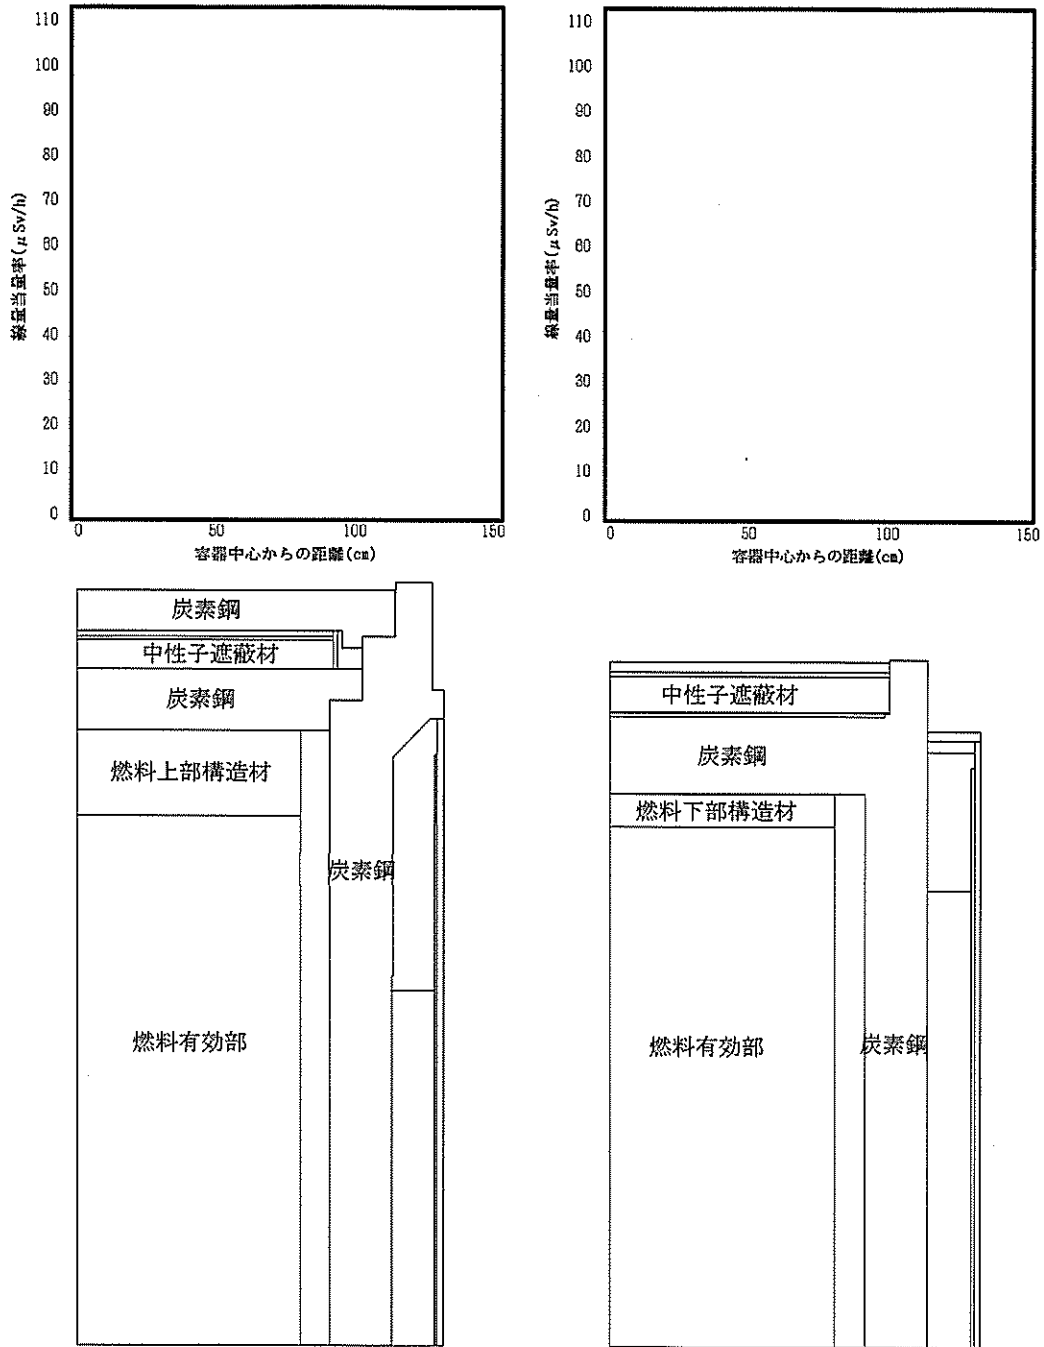 110
100
90
80
70
60
50
40
30
20
10
0
線量当量率(μSv/h)
0 50 100 150
容器中心からの距離(cm)
110
100
90
80
70
60
50
40
30
20
10
0
線量当量率(μSv/h)
0 50 100 150
容器中心からの距離(cm)
炭素鋼
中性子遮蔽材
炭素鋼
燃料上部構造材
炭素鋼
燃料有効部
中性子遮蔽材
炭素鋼
燃料下部構造材
燃料有効部
炭素鋼